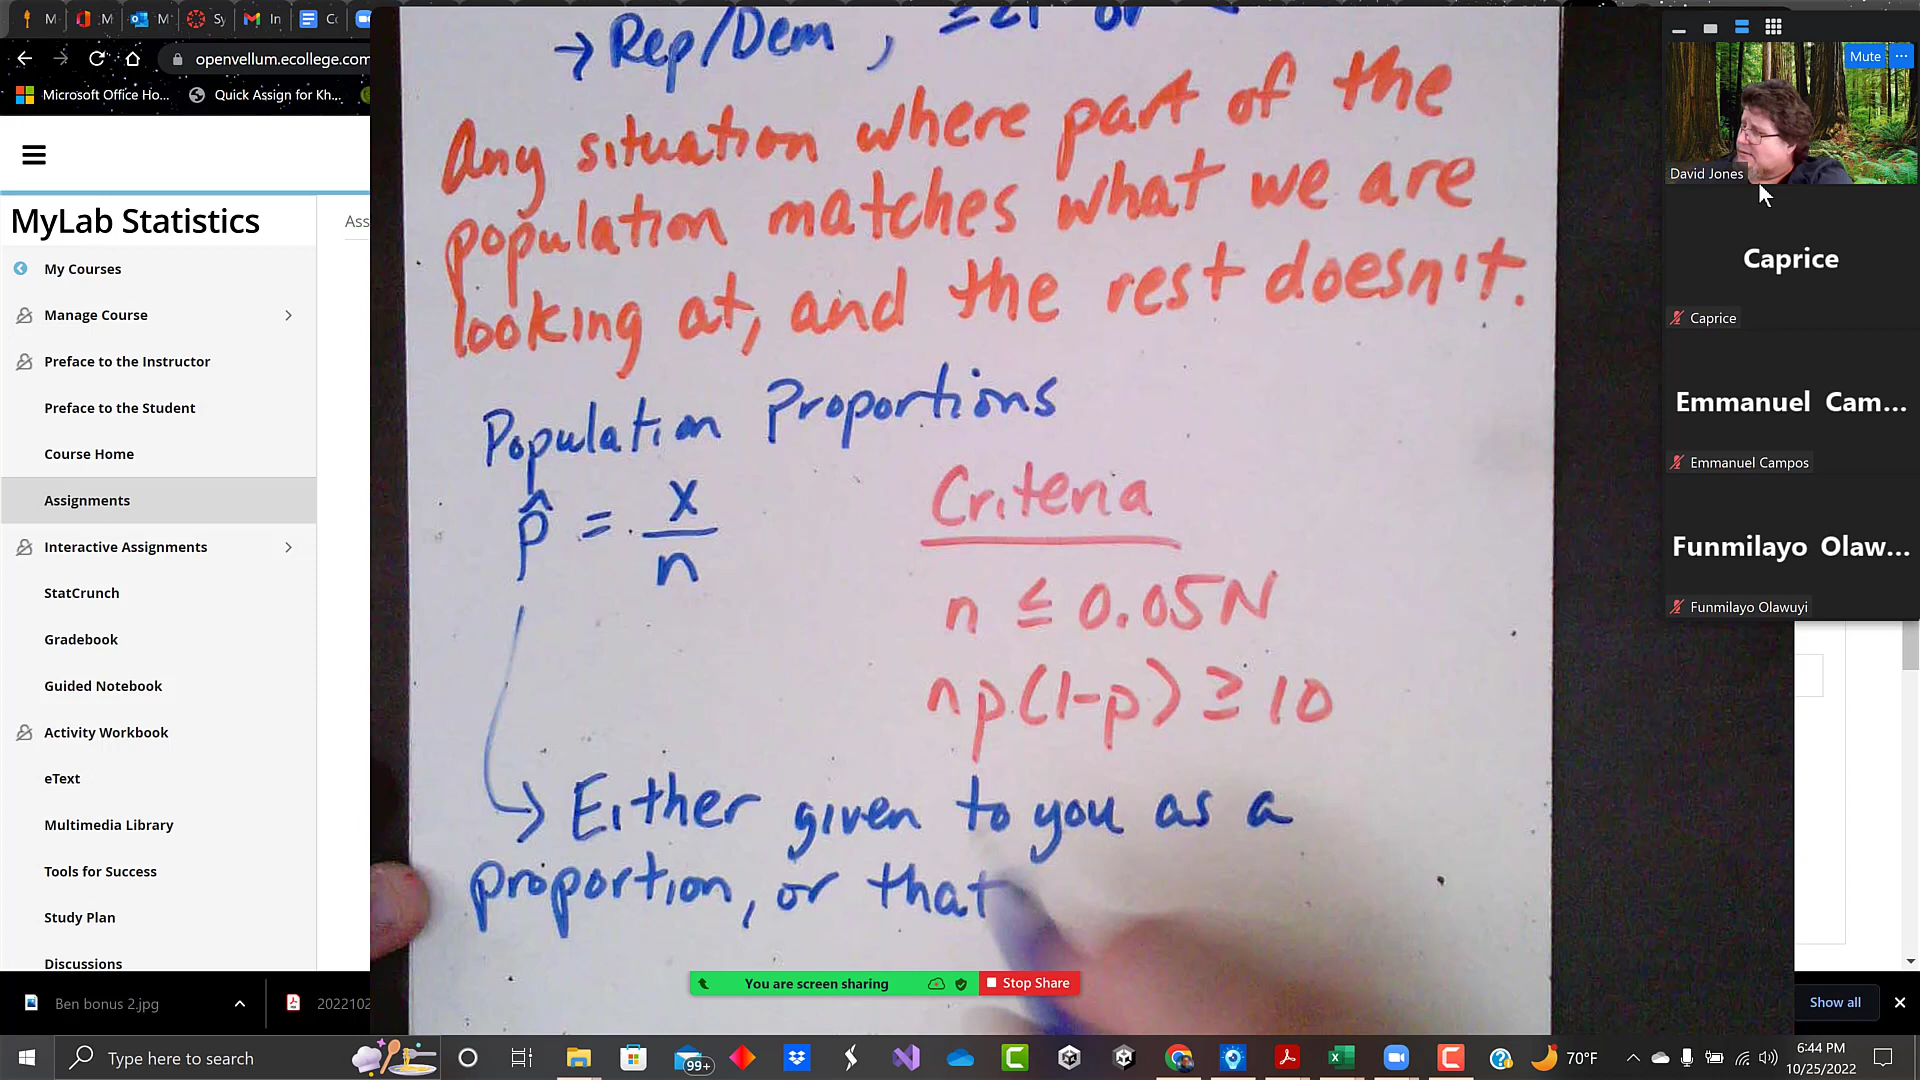 M
M
M
Sy
In
Co
openvellum.ecollege.com
Microsoft Office Ho...
Quick Assign for Kh...
MyLab Statistics
My Courses
Manage Course
Preface to the Instructor
Preface to the Student
Course Home
Assignments
Interactive Assignments
StatCrunch
Gradebook
Guided Notebook
Activity Workbook
eText
Multimedia Library
Tools for Success
Study Plan
Discussions
Ass
→ Rep/Dem,
Any situation where part of the
population matches what we are
looking at, and the rest doesn't.
Population Proportions
p̂ = x/n
Criteria
n ≤ 0.05N
np(1-p) ≥ 10
→ Either given to you as a
proportion, or that
Mute
...
David Jones
Caprice
Caprice
Emmanuel Cam...
Emmanuel Campos
Funmilayo Olaw...
Funmilayo Olawuyi
You are screen sharing
Stop Share
Ben bonus 2.jpg
2022102
Show all
Type here to search
99+
70°F
6:44 PM
10/25/2022